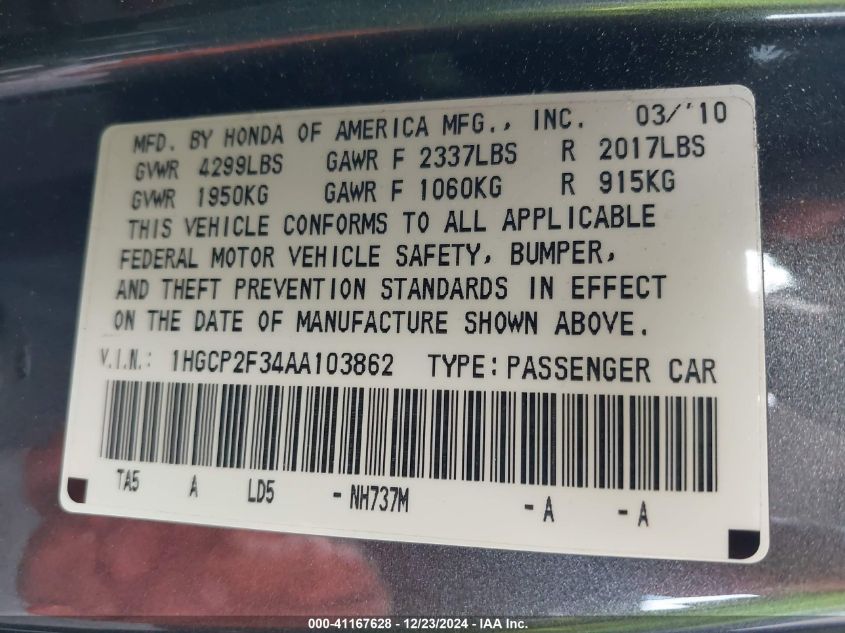 MFD. BY HONDA OF AMERICA MFG., INC. 03/'10
GVWR 4299LBS GAWR F 2337LBS R 2017LBS
GVWR 1950KG GAWR F 1060KG R 915KG
THIS VEHICLE CONFORMS TO ALL APPLICABLE
FEDERAL MOTOR VEHICLE SAFETY, BUMPER,
AND THEFT PREVENTION STANDARDS IN EFFECT
ON THE DATE OF MANUFACTURE SHOWN ABOVE.
V.I.N.: 1HGCP2F34AA103862 TYPE: PASSENGER CAR
TA5 A LD5 - NH737M - A - A
000-41167628 - 12/23/2024 - IAA Inc.